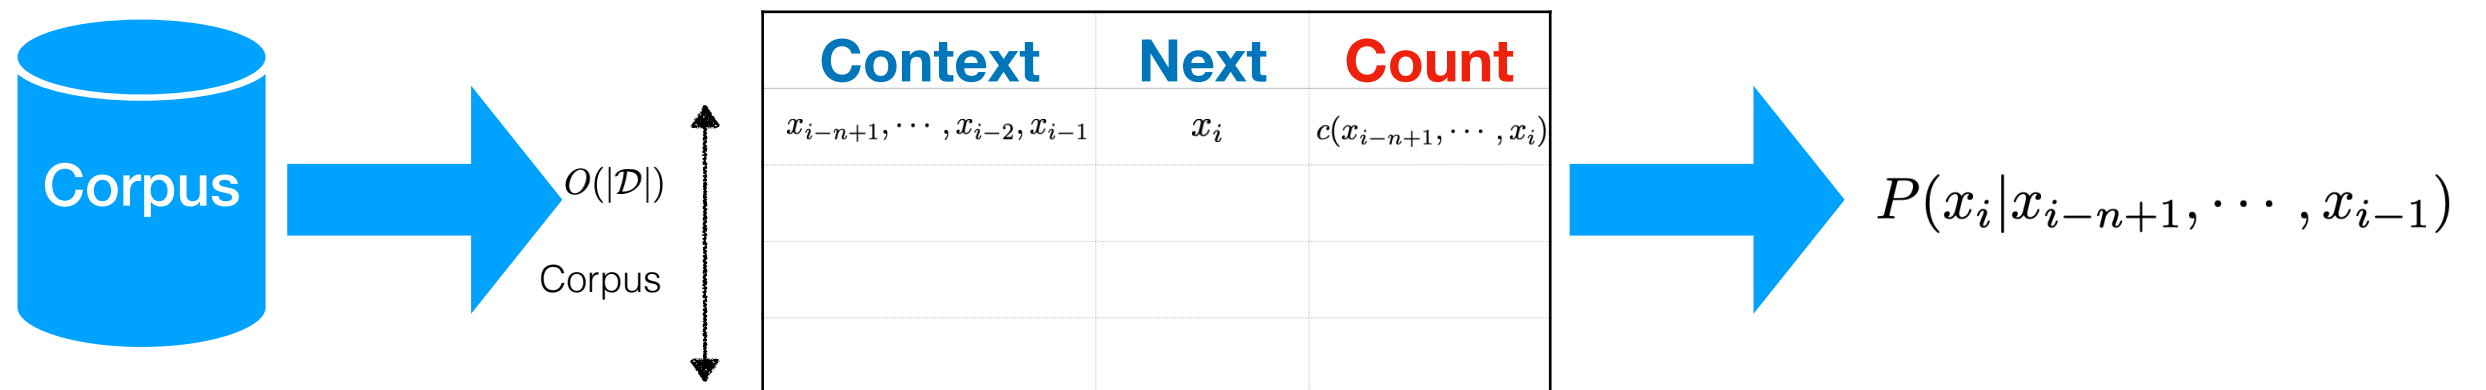 Corpus
O(|𝒟|)
Corpus
Context Next Count
x_{i-n+1}, ⋯ , x_{i-2}, x_{i-1} x_i c(x_{i-n+1}, ⋯ , x_i)
P(x_i|x_{i-n+1}, ⋯ , x_{i-1})